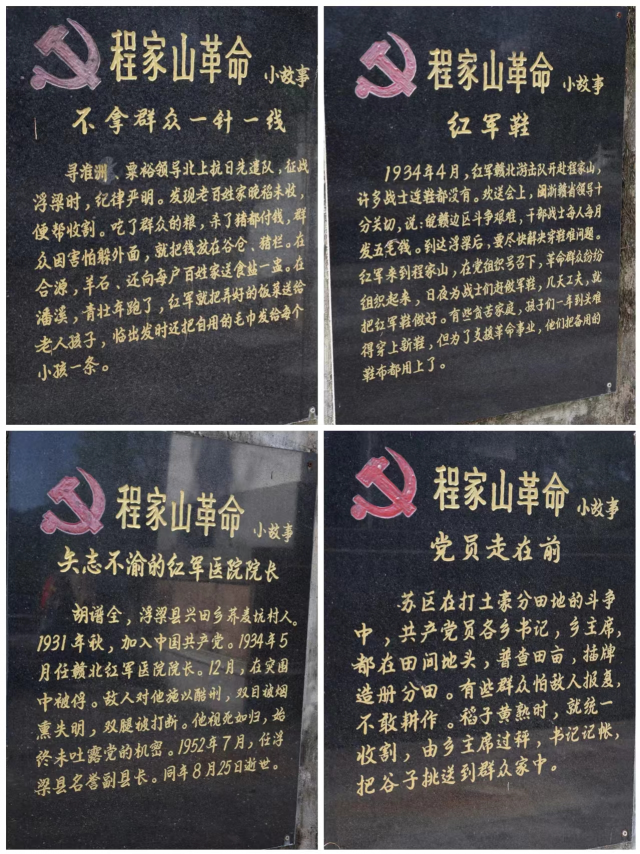 程家山革命 小故事
不拿群众一针一线
寻淮洲、粟裕领导北上抗日先遣队，征战
浮梁时，纪律严明。发现老百姓家晚稻未收，
便帮收割。吃了群众的粮，杀了猪都付钱，群
众因害怕躲外面，就把钱放在谷仓、猪栏。在
合源，羊石、还向每户百姓家送食盐一盅。在
潘溪，青壮年跑了，红军就把弄好的饭菜送给
老人孩子，临出发时还把自用的毛巾发给每个
小孩一条。
程家山革命 小故事
红军鞋
1934年4月，红军赣北游击队开赴程家山，
许多战士连鞋都没有。欢送会上，闽浙赣省领导十
分关切，说：皖赣边区斗争艰难，干部战士每人每月
发五笔钱。到达浮梁后，要尽快解决穿鞋难问题。
红军来到程家山，在党组织号召下，革命群众纷纷
组织起来，日夜为战士们赶做军鞋，几天工夫，就
把红军鞋做好。有些贫苦家庭，孩子们一年到头难
得穿上新鞋，但为了支援革命事业，他们把备用的
鞋布都用上了。
程家山革命 小故事
矢志不渝的红军医院院长
胡谱全，浮梁县兴田乡荞麦坑村人。
1931年秋，加入中国共产党。1934年5
月任赣北红军医院院长。12月，在突围
中被俘。敌人对他施以酷刑，双目被烟
熏失明，双腿被打断。他视死如归，始
终未吐露党的机密。1952年7月，任浮
梁县名誉副县长。同年8月25日逝世。
程家山革命 小故事
党员走在前
苏区在打土豪分田地的斗争
中，共产党员各乡书记，乡主席，
都在田间地头，普查田亩，插牌
造册分田。有些群众怕敌人报复，
不敢耕作。稻子黄熟时，就统一
收割，由乡主席过秤，书记记帐，
把谷子挑送到群众家中。